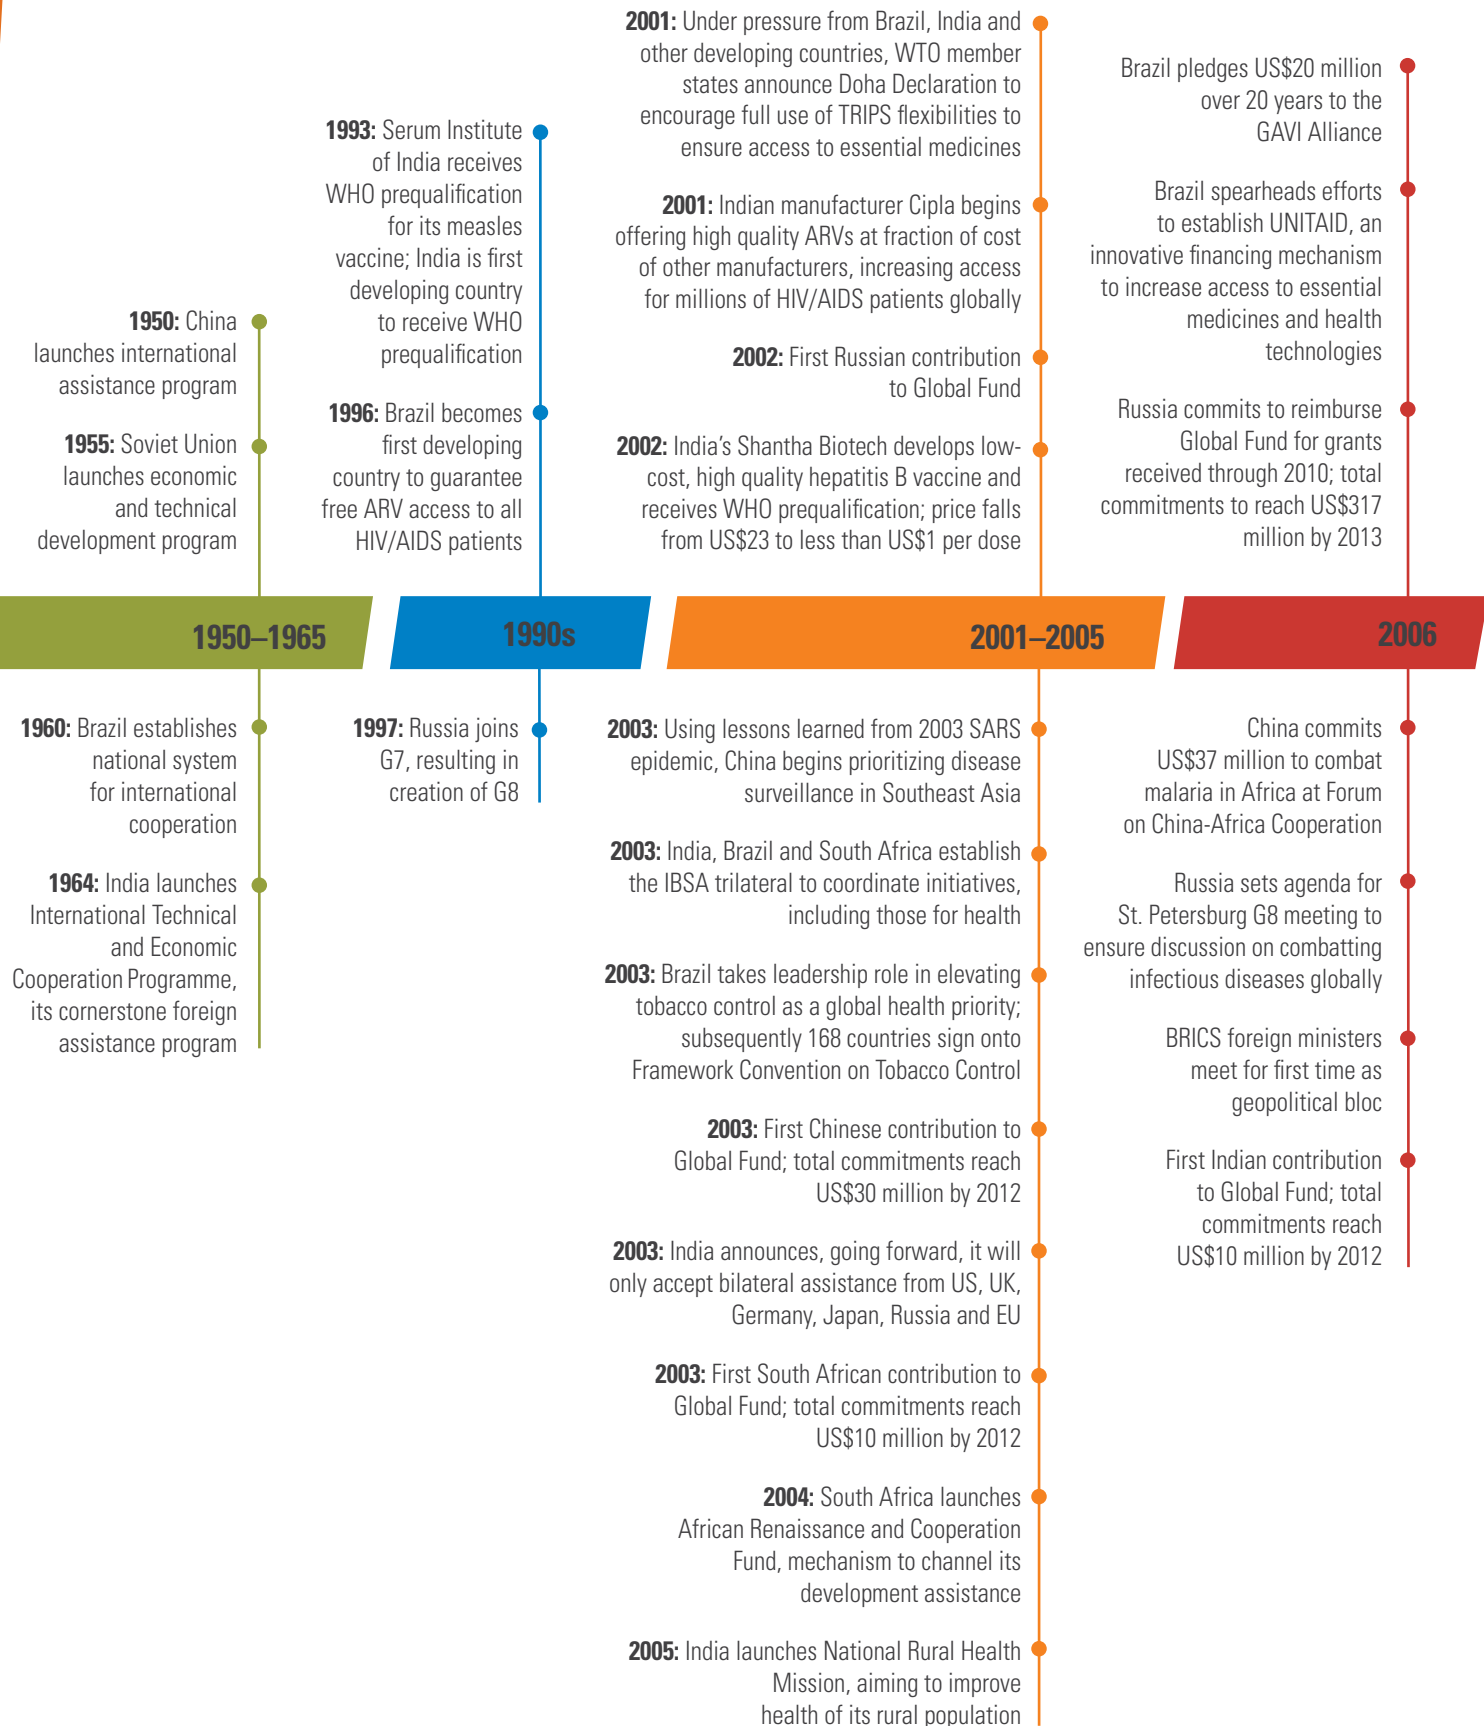 1950: China
launches international
assistance program
1955: Soviet Union
launches economic
and technical
development program
1950–1965
1960: Brazil establishes
national system
for international
cooperation
1964: India launches
International Technical
and Economic
Cooperation Programme,
its cornerstone foreign
assistance program
1993: Serum Institute
of India receives
WHO prequalification
for its measles
vaccine; India is first
developing country
to receive WHO
prequalification
1996: Brazil becomes
first developing
country to guarantee
free ARV access to all
HIV/AIDS patients
1990s
1997: Russia joins
G7, resulting in
creation of G8
2001: Under pressure from Brazil, India and
other developing countries, WTO member
states announce Doha Declaration to
encourage full use of TRIPS flexibilities to
ensure access to essential medicines
2001: Indian manufacturer Cipla begins
offering high quality ARVs at fraction of cost
of other manufacturers, increasing access
for millions of HIV/AIDS patients globally
2002: First Russian contribution
to Global Fund
2002: India’s Shantha Biotech develops low-
cost, high quality hepatitis B vaccine and
receives WHO prequalification; price falls
from US$23 to less than US$1 per dose
2001–2005
2003: Using lessons learned from 2003 SARS
epidemic, China begins prioritizing disease
surveillance in Southeast Asia
2003: India, Brazil and South Africa establish
the IBSA trilateral to coordinate initiatives,
including those for health
2003: Brazil takes leadership role in elevating
tobacco control as a global health priority;
subsequently 168 countries sign onto
Framework Convention on Tobacco Control
2003: First Chinese contribution to
Global Fund; total commitments reach
US$30 million by 2012
2003: India announces, going forward, it will
only accept bilateral assistance from US, UK,
Germany, Japan, Russia and EU
2003: First South African contribution to
Global Fund; total commitments reach
US$10 million by 2012
2004: South Africa launches
African Renaissance and Cooperation
Fund, mechanism to channel its
development assistance
2005: India launches National Rural Health
Mission, aiming to improve
health of its rural population
Brazil pledges US$20 million
over 20 years to the
GAVI Alliance
Brazil spearheads efforts
to establish UNITAID, an
innovative financing mechanism
to increase access to essential
medicines and health
technologies
Russia commits to reimburse
Global Fund for grants
received through 2010; total
commitments to reach US$317
million by 2013
2006
China commits
US$37 million to combat
malaria in Africa at Forum
on China-Africa Cooperation
Russia sets agenda for
St. Petersburg G8 meeting to
ensure discussion on combatting
infectious diseases globally
BRICS foreign ministers
meet for first time as
geopolitical bloc
First Indian contribution
to Global Fund; total
commitments reach
US$10 million by 2012